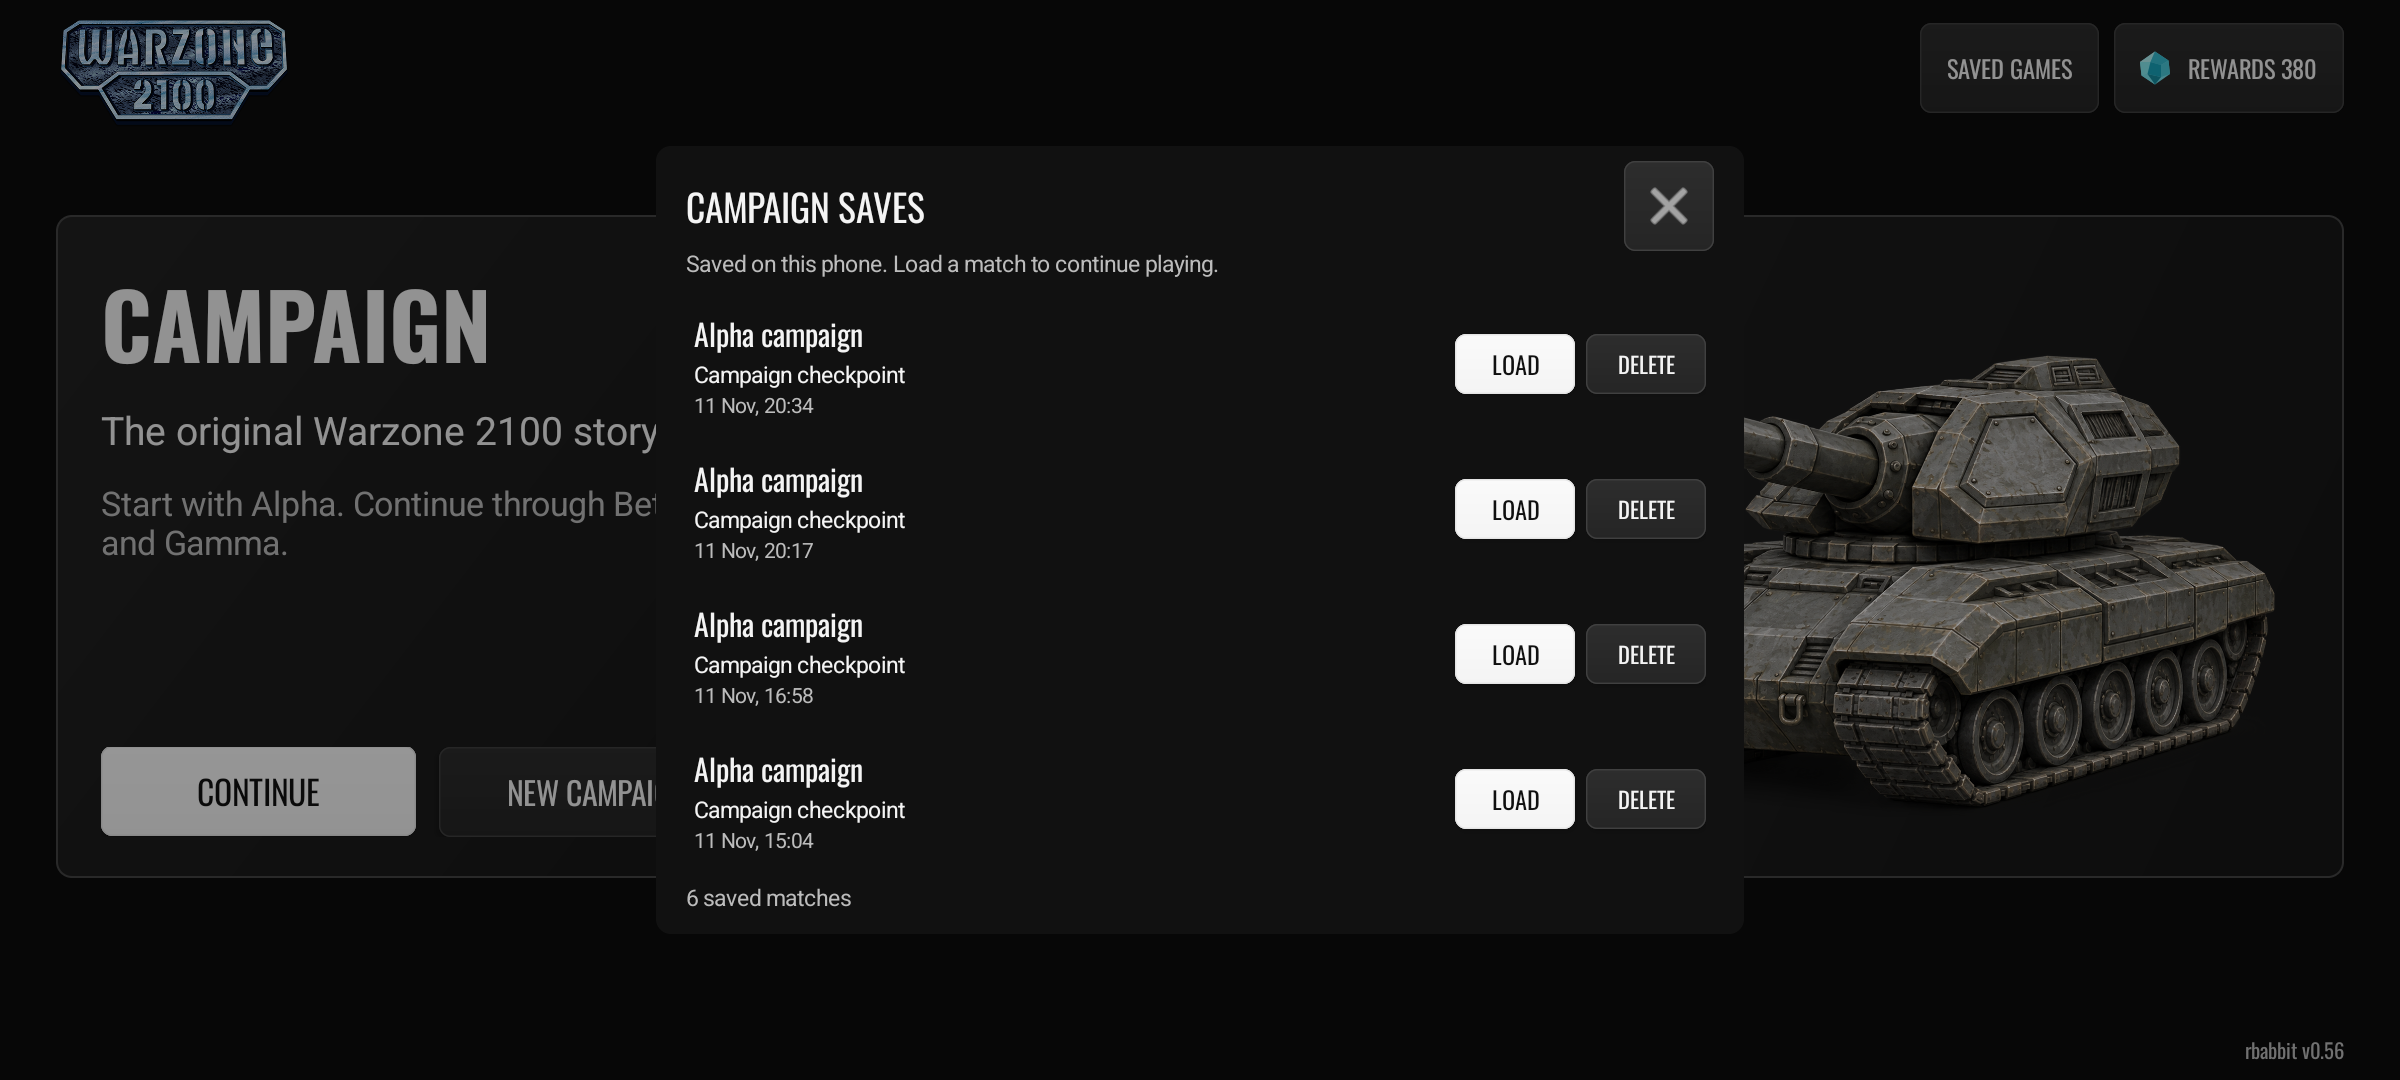 WARZONE
2100
SAVED GAMES
REWARDS 380
CAMPAIGN SAVES
Saved on this phone. Load a match to continue playing.
CAMPAIGN
The original Warzone 2100 story
Start with Alpha. Continue through Bet
and Gamma.
CONTINUE
NEW CAMPAI
Alpha campaign
Campaign checkpoint
11 Nov, 20:34
LOAD
DELETE
Alpha campaign
Campaign checkpoint
11 Nov, 20:17
LOAD
DELETE
Alpha campaign
Campaign checkpoint
11 Nov, 16:58
LOAD
DELETE
Alpha campaign
Campaign checkpoint
11 Nov, 15:04
LOAD
DELETE
6 saved matches
rbabbit v0.56